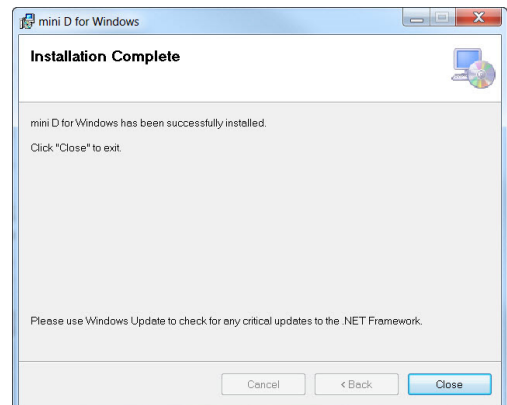 mini D for Windows
Installation Complete
mini D for Windows has been successfully installed.
Click "Close" to exit.
Please use Windows Update to check for any critical updates to the .NET Framework.
Cancel
< Back
Close